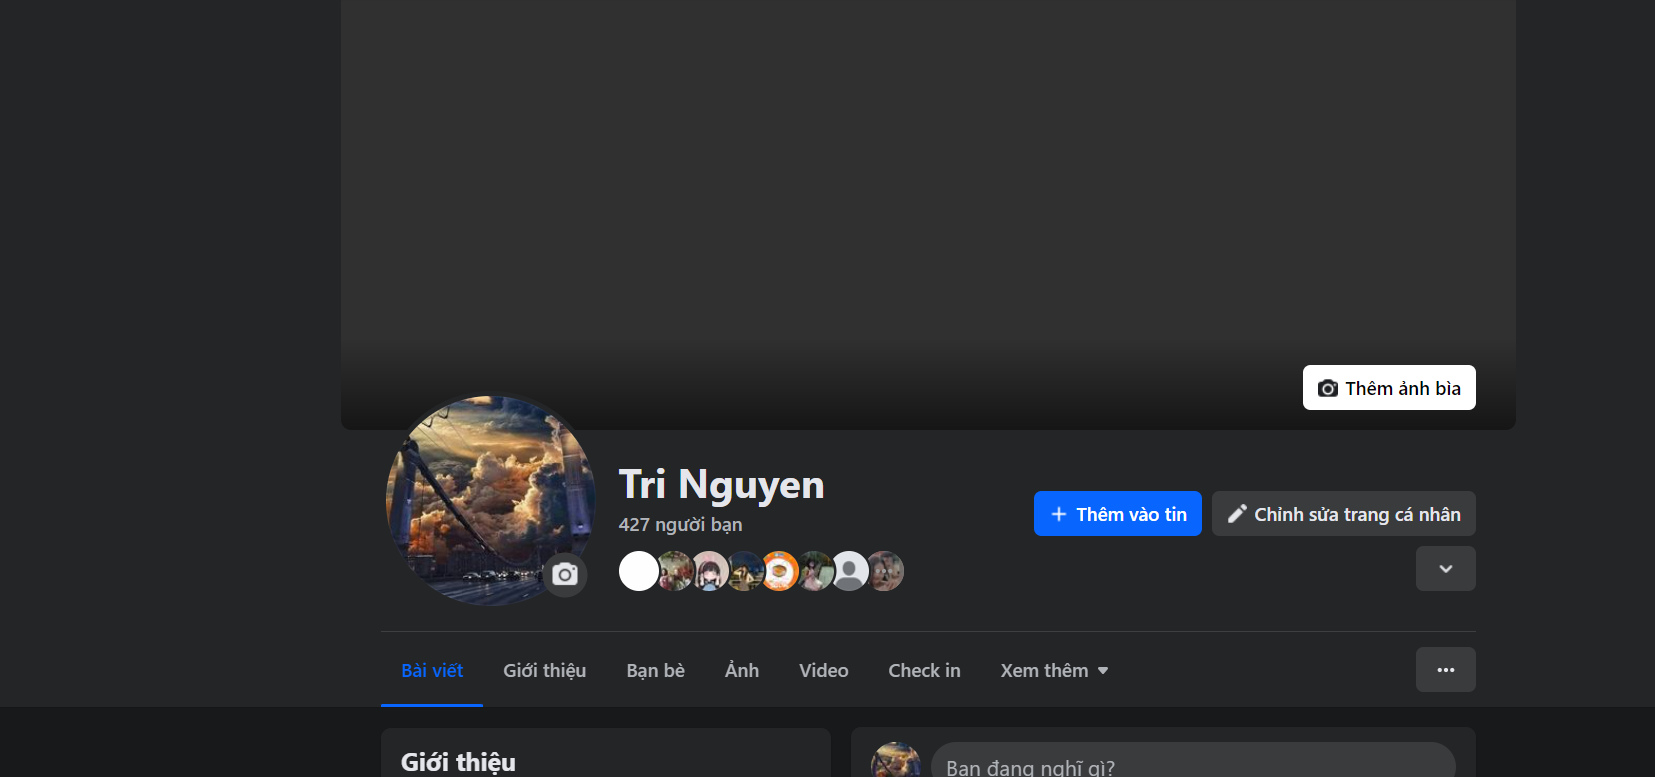 Thêm ảnh bìa
Tri Nguyen
427 người bạn
Thêm vào tin
Chỉnh sửa trang cá nhân
Bài viết
Giới thiệu
Bạn bè
Ảnh
Video
Check in
Xem thêm
Giới thiệu
Bạn đang nghĩ gì?